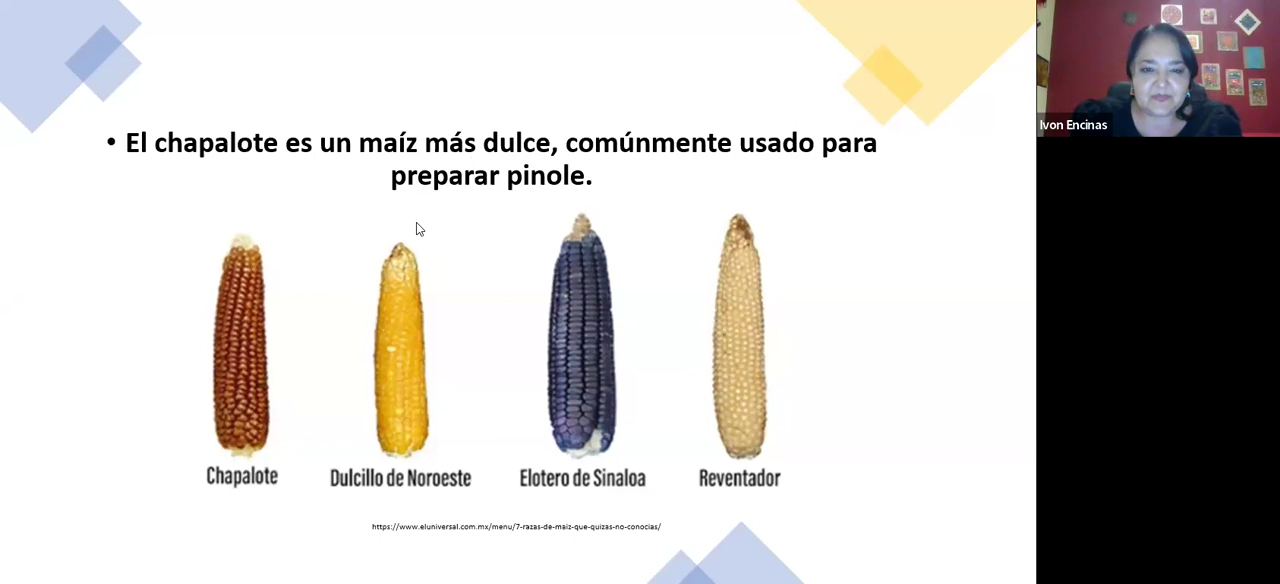 • El chapalote es un maíz más dulce, comúnmente usado para
preparar pinole.
Chapalote
Dulcillo de Noroeste
Elotero de Sinaloa
Reventador
https://www.eluniversal.com.mx/menu/7-razas-de-maiz-que-quizas-no-conocias/
Ivon Encinas